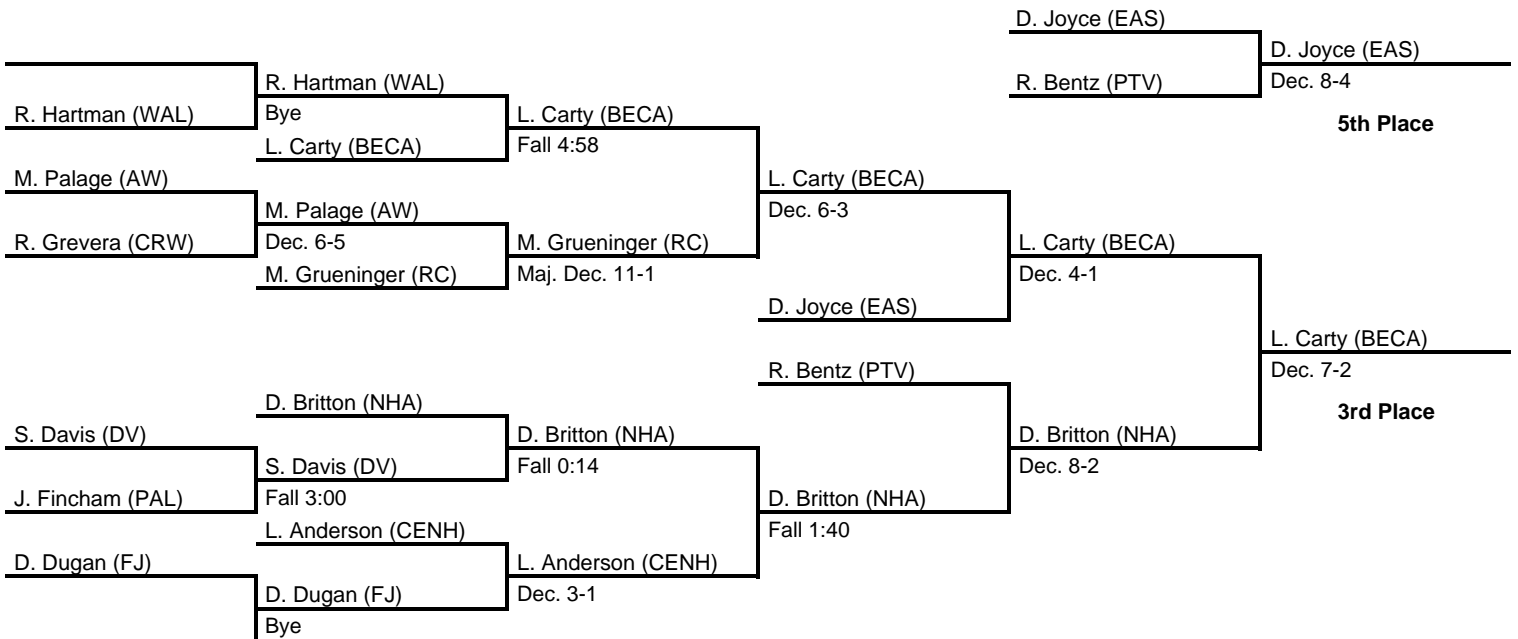 D. Joyce (EAS)
D. Joyce (EAS)
R. Hartman (WAL)
R. Bentz (PTV)
Dec. 8-4
R. Hartman (WAL)
Bye
L. Carty (BECA)
5th Place
L. Carty (BECA)
Fall 4:58
M. Palage (AW)
L. Carty (BECA)
M. Palage (AW)
Dec. 6-3
R. Grevera (CRW)
Dec. 6-5
M. Grueninger (RC)
L. Carty (BECA)
M. Grueninger (RC)
Maj. Dec. 11-1
Dec. 4-1
D. Joyce (EAS)
L. Carty (BECA)
R. Bentz (PTV)
Dec. 7-2
D. Britton (NHA)
3rd Place
S. Davis (DV)
D. Britton (NHA)
D. Britton (NHA)
S. Davis (DV)
Fall 0:14
Dec. 8-2
J. Fincham (PAL)
Fall 3:00
D. Britton (NHA)
L. Anderson (CENH)
Fall 1:40
D. Dugan (FJ)
L. Anderson (CENH)
D. Dugan (FJ)
Dec. 3-1
Bye